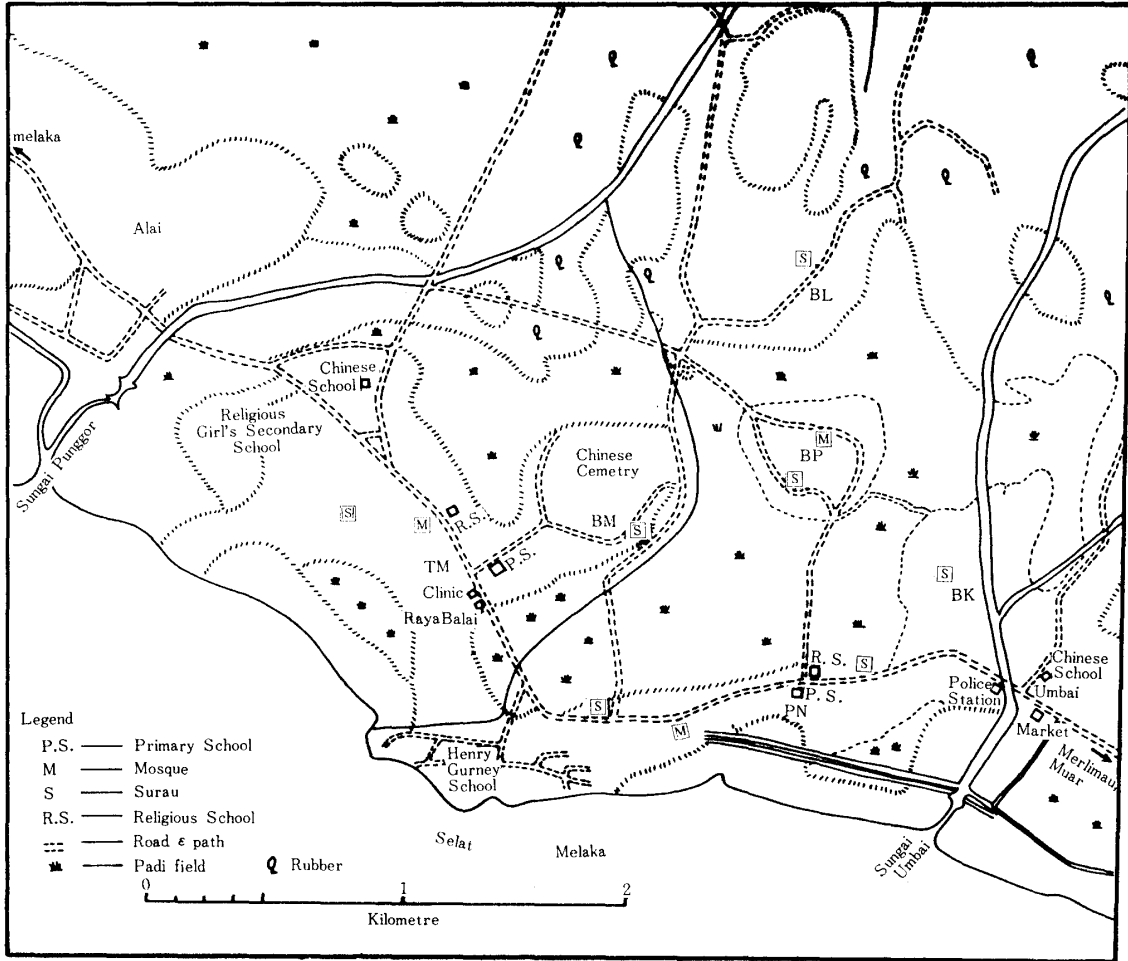 melaka
Alai
S
BL
Chinese
School
Religious
Girl's Secondary
School
Sungai Punggor
Chinese
Cemetry
M
BP
S
S
M
R.S.
BM
S
TM
P.S.
S
BK
Clinic
RayaBalai
R. S.
S
P. S.
PN
S
M
Police
Station
Chinese
School
Umbai
Market
Merlimau,
Muar
Henry
Gurney
School
Sungai
Umbai
Selat
Melaka
Legend
P.S. — Primary School
M — Mosque
S — Surau
R.S. — Religious School
Road ε path
Padi field
Rubber
0 1 2
Kilometre